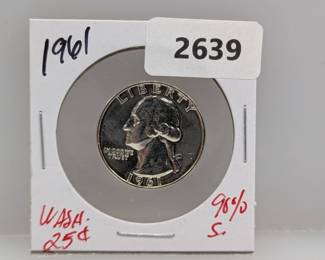 1961
2639
LIBERTY
IN GOD WE
TRUST
1961
WASH.
25¢
90%
S.